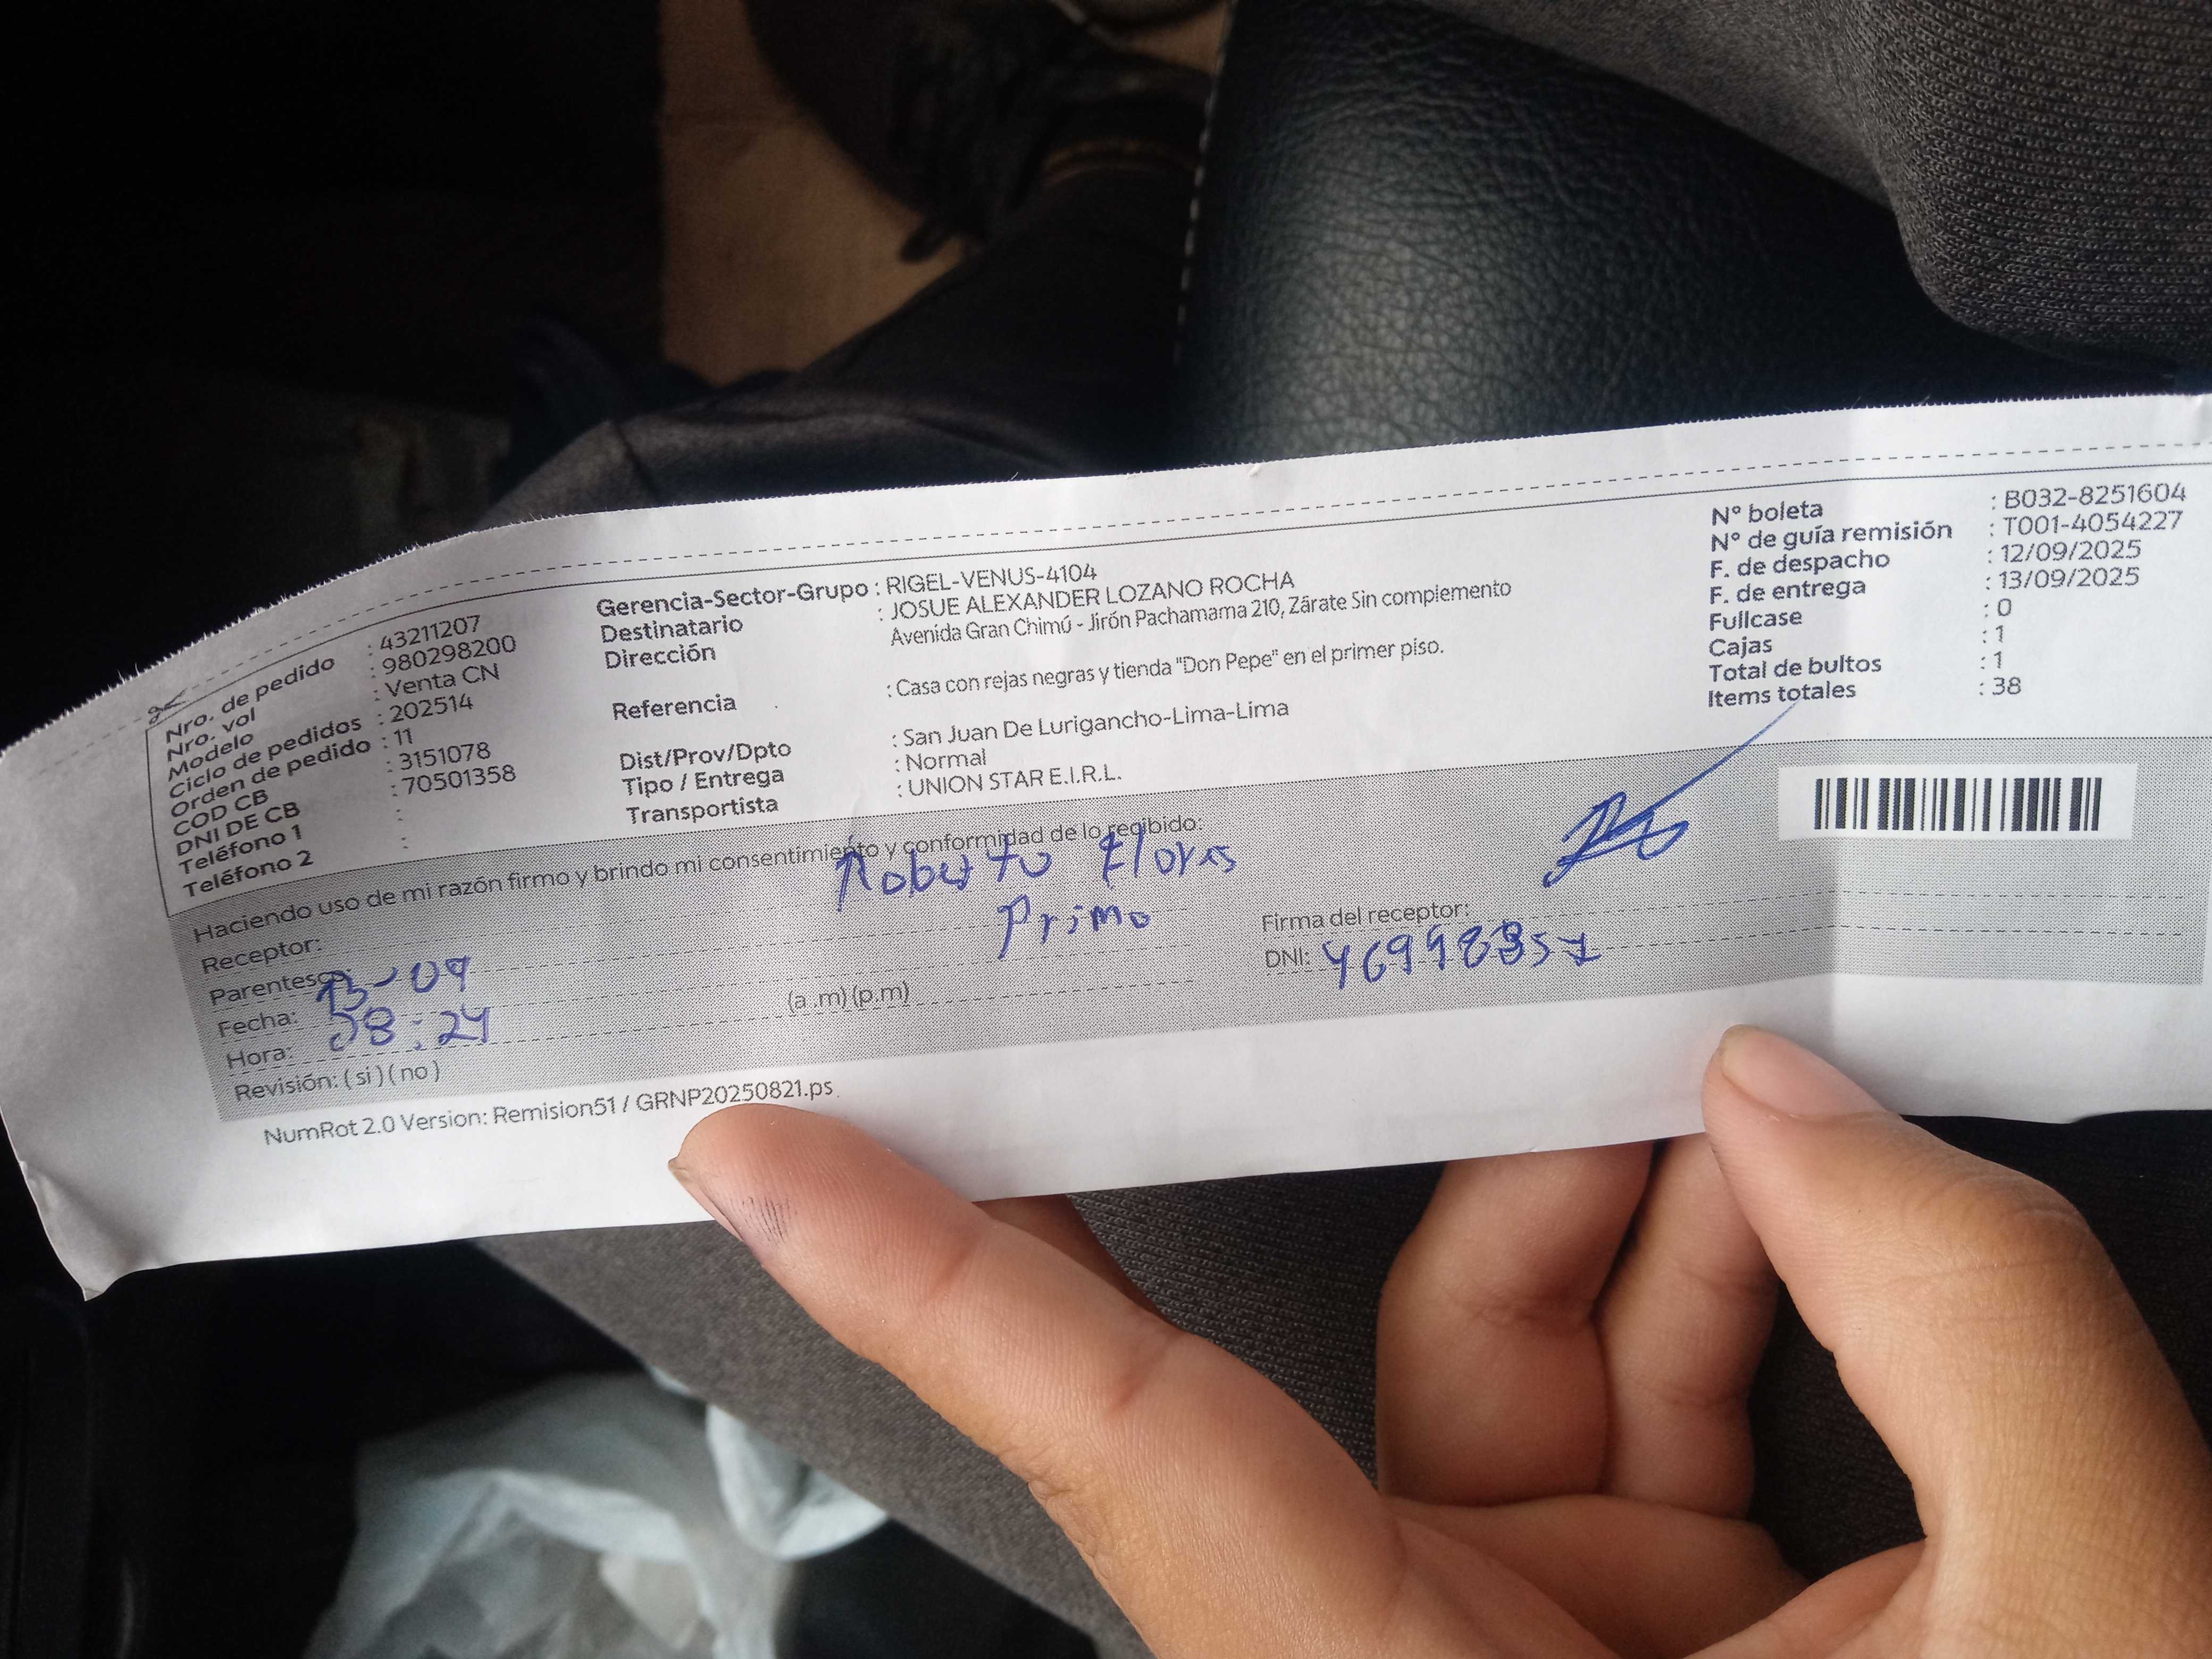 Nro. de pedido : 43211207
Nro. vol : 980298200
Modelo : Venta CN
Ciclo de pedidos : 202514
Orden de pedido : 11
COD CB : 3151078
DNI DE CB : 70501358
Teléfono 1 :
Teléfono 2 :
Gerencia-Sector-Grupo : RIGEL-VENUS-4104
Destinatario : JOSUE ALEXANDER LOZANO ROCHA
Dirección Avenida Gran Chimú - Jirón Pachamama 210, Zárate Sin complemento
Referencia : Casa con rejas negras y tienda "Don Pepe" en el primer piso.
Dist/Prov/Dpto : San Juan De Lurigancho-Lima-Lima
Tipo / Entrega : Normal
Transportista : UNION STAR E.I.R.L.
N° boleta : B032-8251604
N° de guía remisión : T001-4054227
F. de despacho : 12/09/2025
F. de entrega : 13/09/2025
Fullcase : 0
Cajas : 1
Total de bultos : 1
Items totales : 38
Haciendo uso de mi razón firmo y brindo mi consentimiento y conformidad de lo recibido:
Receptor: Roberto Flores
Parentesco: Primo
Fecha: 13-09
Hora: 08:24 (a .m) (p.m)
Revisión: ( si ) ( no )
Firma del receptor:
DNI:
NumRot 2.0 Version: Remision51 / GRNP20250821.ps